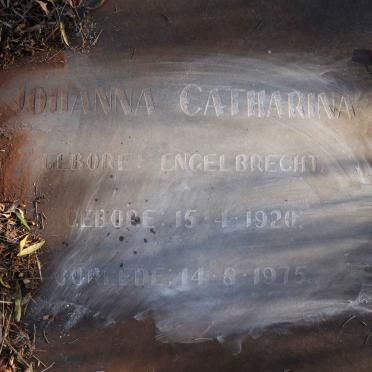 JOHANNA CATHARINA
GEBORE: ENGELBRECHT
GEBORE: 15·4·1920.
OORLEDE: 14·8·1975.